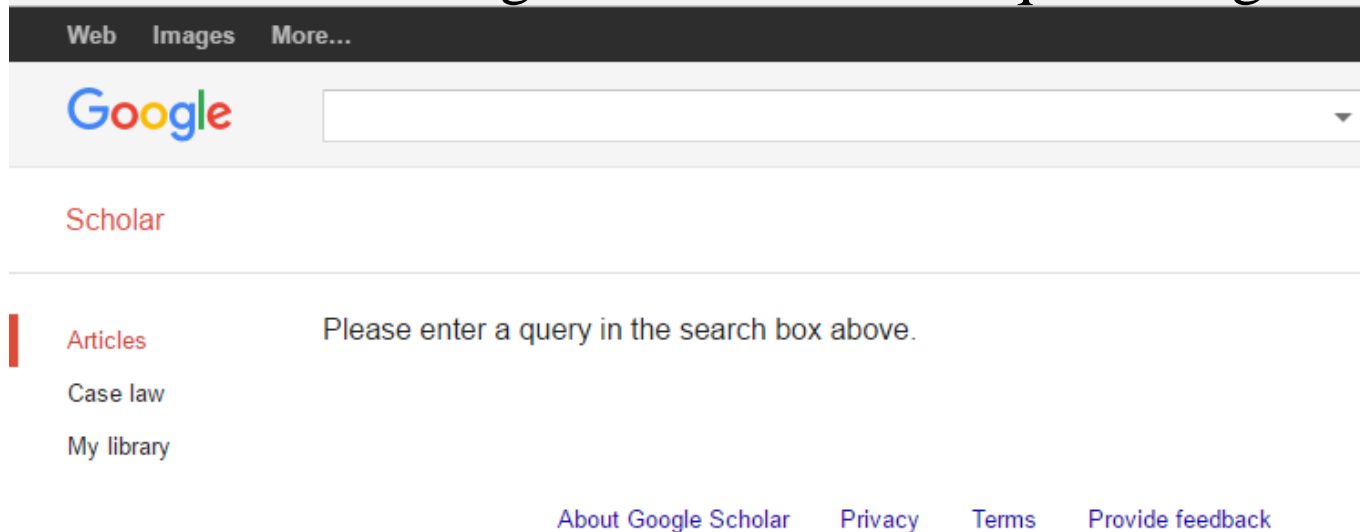 Web Images More...
Google
Scholar
Articles
Please enter a query in the search box above.
Case law
My library
About Google Scholar Privacy Terms Provide feedback